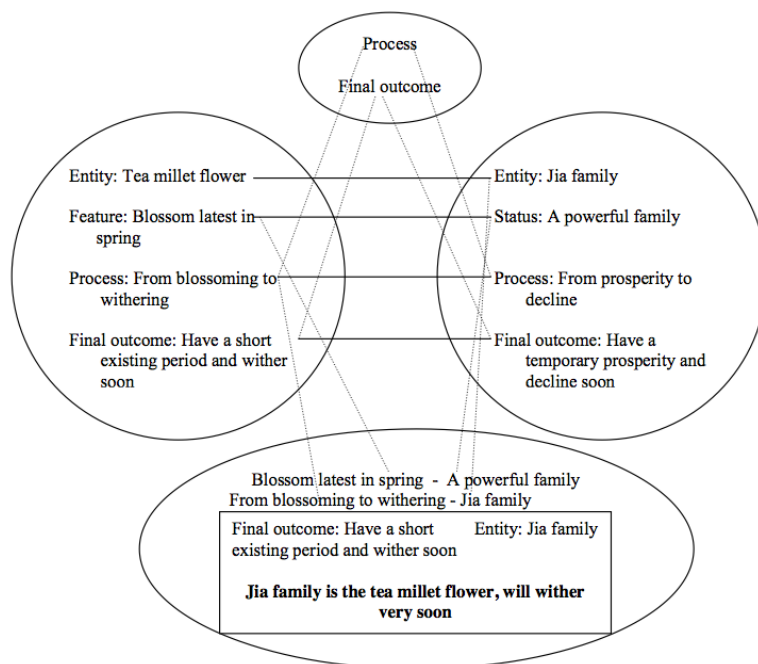 Process
Final outcome
Entity: Tea millet flower
Feature: Blossom latest in
spring
Process: From blossoming to
withering
Final outcome: Have a short
existing period and wither
soon
Entity: Jia family
Status: A powerful family
Process: From prosperity to
decline
Final outcome: Have a
temporary prosperity and
decline soon
Blossom latest in spring - A powerful family
From blossoming to withering - Jia family
Final outcome: Have a short
existing period and wither soon
Entity: Jia family
Jia family is the tea millet flower, will wither
very soon